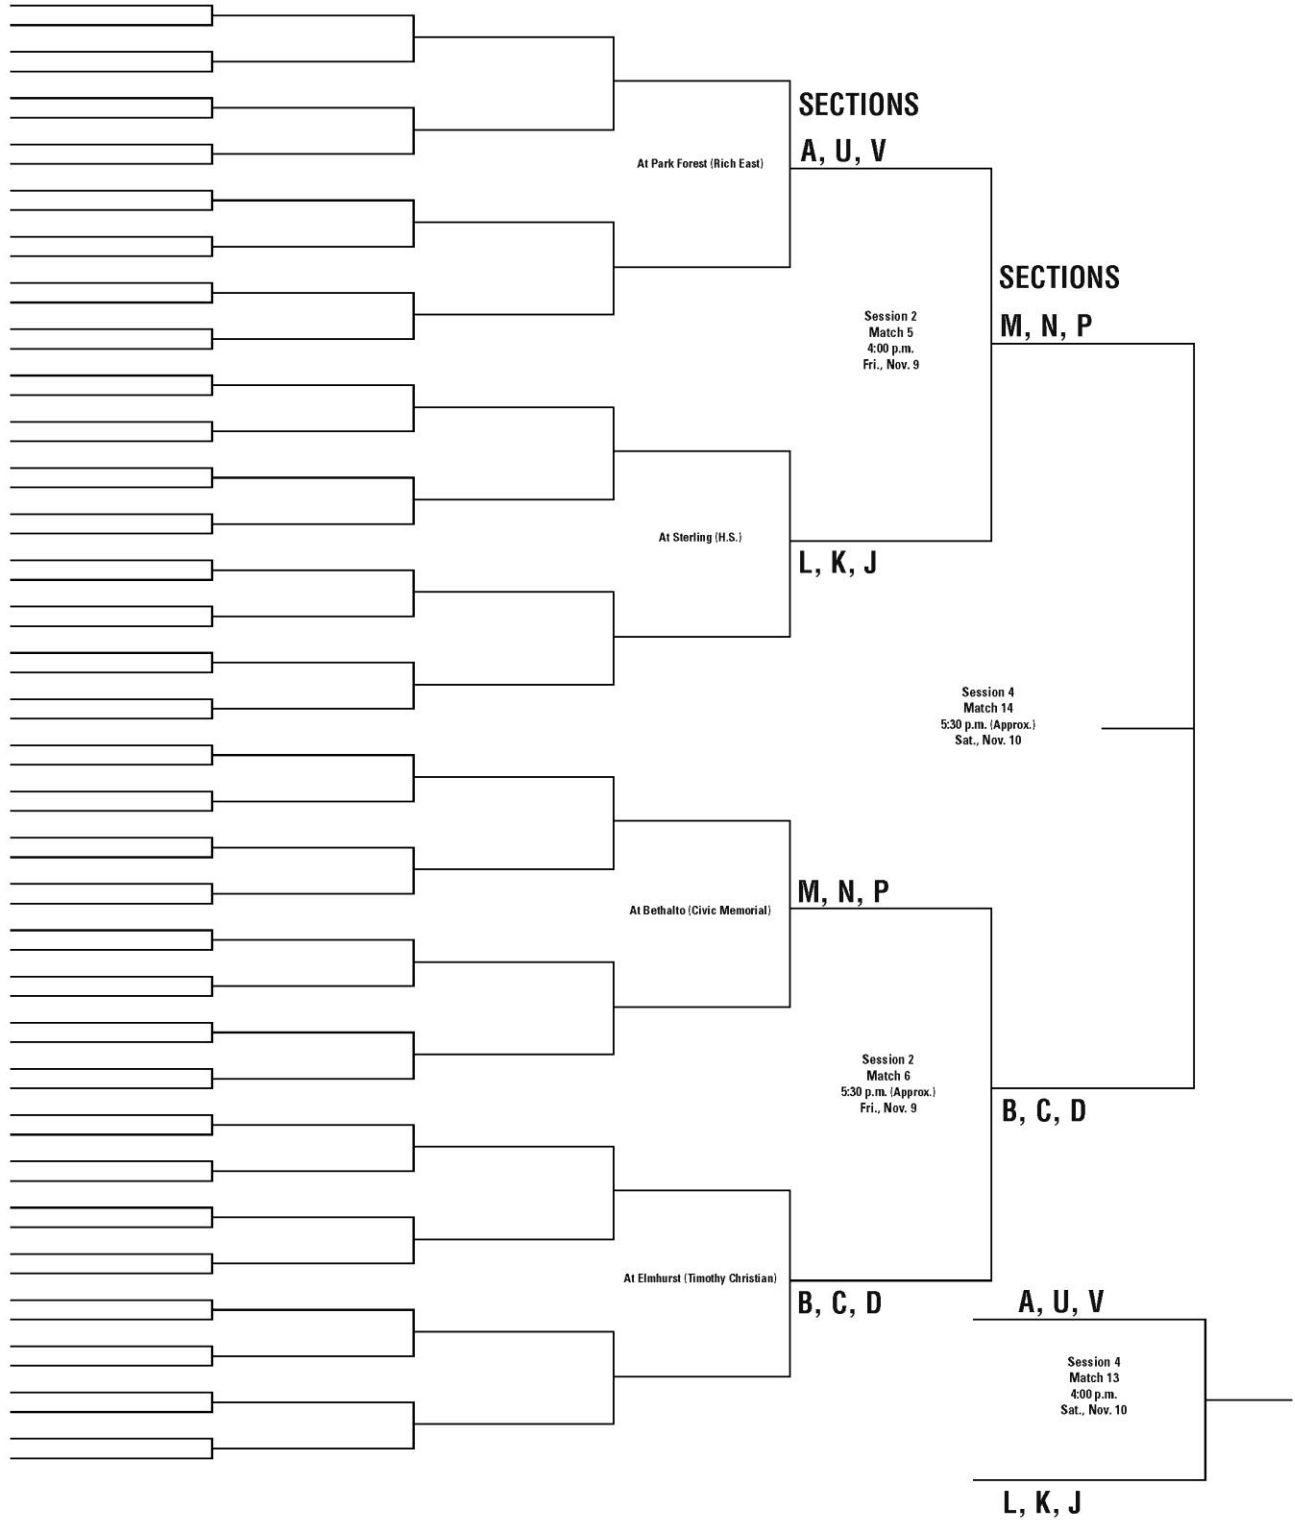 SECTIONS
A, U, V
At Park Forest (Rich East)
SECTIONS
M, N, P
Session 2
Match 5
4:00 p.m.
Fri., Nov. 9
At Sterling (H.S.)
L, K, J
Session 4
Match 14
5:30 p.m. (Approx.)
Sat., Nov. 10
M, N, P
At Bethalto (Civic Memorial)
Session 2
Match 6
5:30 p.m. (Approx.)
Fri., Nov. 9
B, C, D
At Elmhurst (Timothy Christian)
B, C, D
A, U, V
Session 4
Match 13
4:00 p.m.
Sat., Nov. 10
L, K, J